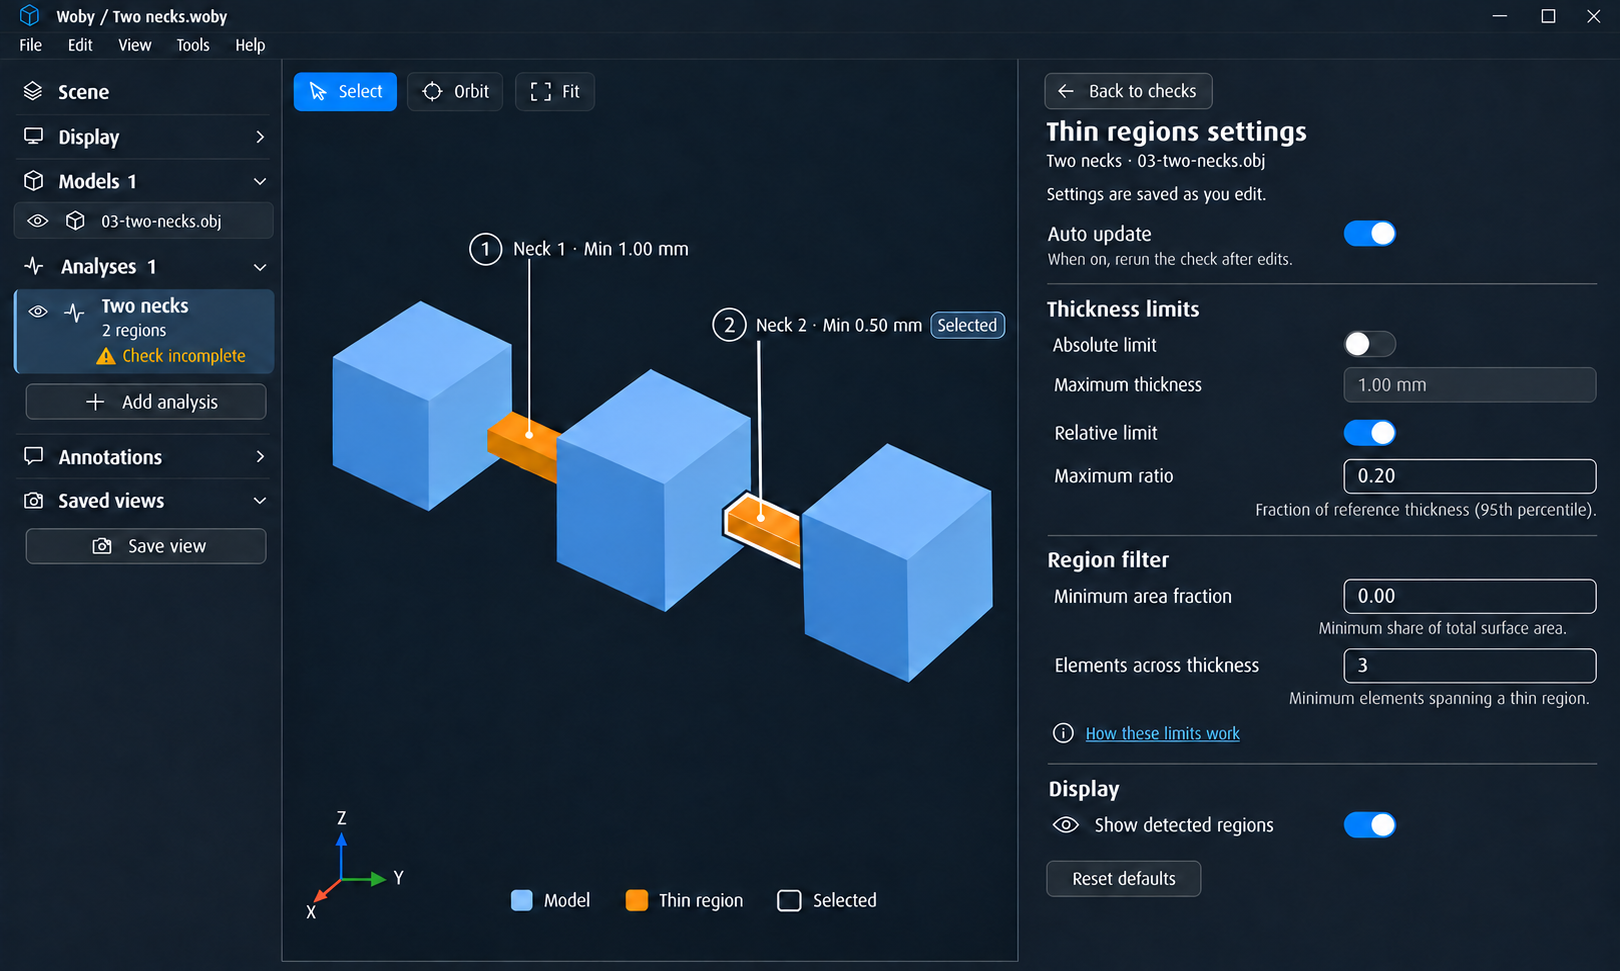 Woby / Two necks.woby
File Edit View Tools Help
Scene
Display
Models 1
03-two-necks.obj
Analyses 1
Two necks
2 regions
Check incomplete
Add analysis
Annotations
Saved views
Save view
Select Orbit Fit
1 Neck 1 · Min 1.00 mm
2 Neck 2 · Min 0.50 mm Selected
Z
Y
X
Model Thin region Selected
Back to checks
Thin regions settings
Two necks · 03-two-necks.obj
Settings are saved as you edit.
Auto update
When on, rerun the check after edits.
Thickness limits
Absolute limit
Maximum thickness 1.00 mm
Relative limit
Maximum ratio 0.20
Fraction of reference thickness (95th percentile).
Region filter
Minimum area fraction 0.00
Minimum share of total surface area.
Elements across thickness 3
Minimum elements spanning a thin region.
How these limits work
Display
Show detected regions
Reset defaults